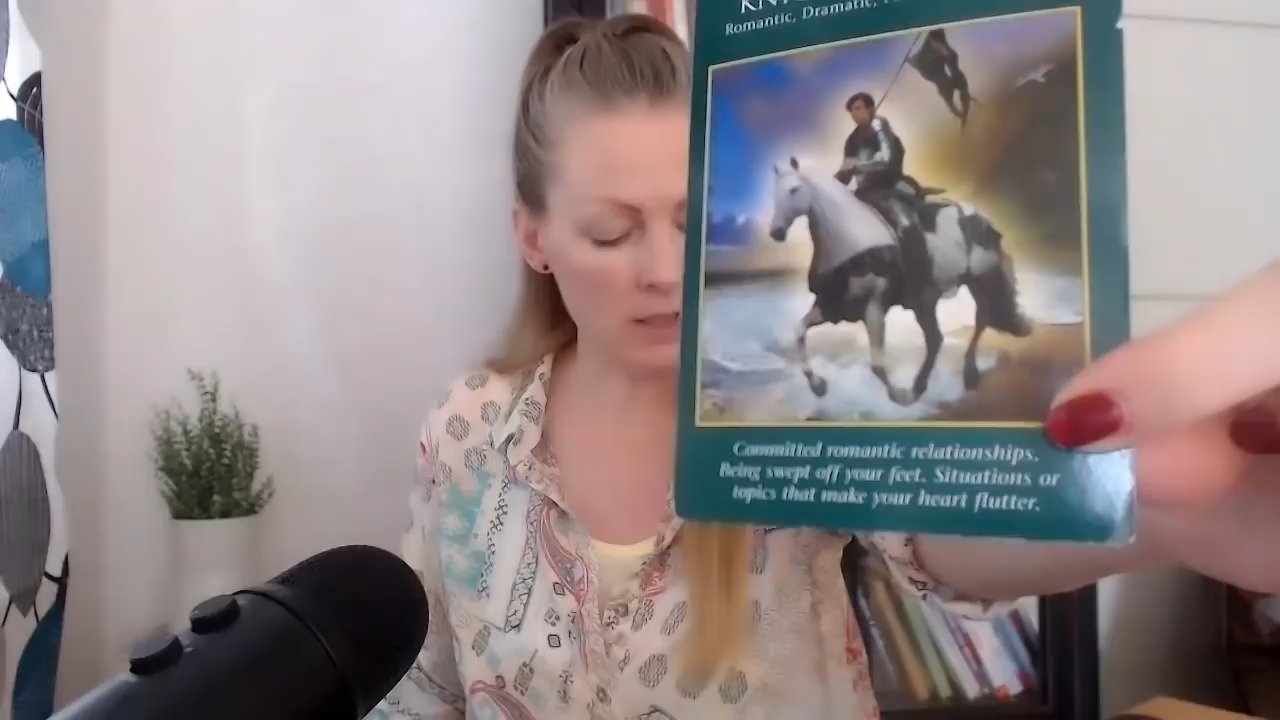 Romantic, Dramatic,
Committed romantic relationships.
Being swept off your feet. Situations or
topics that make your heart flutter.